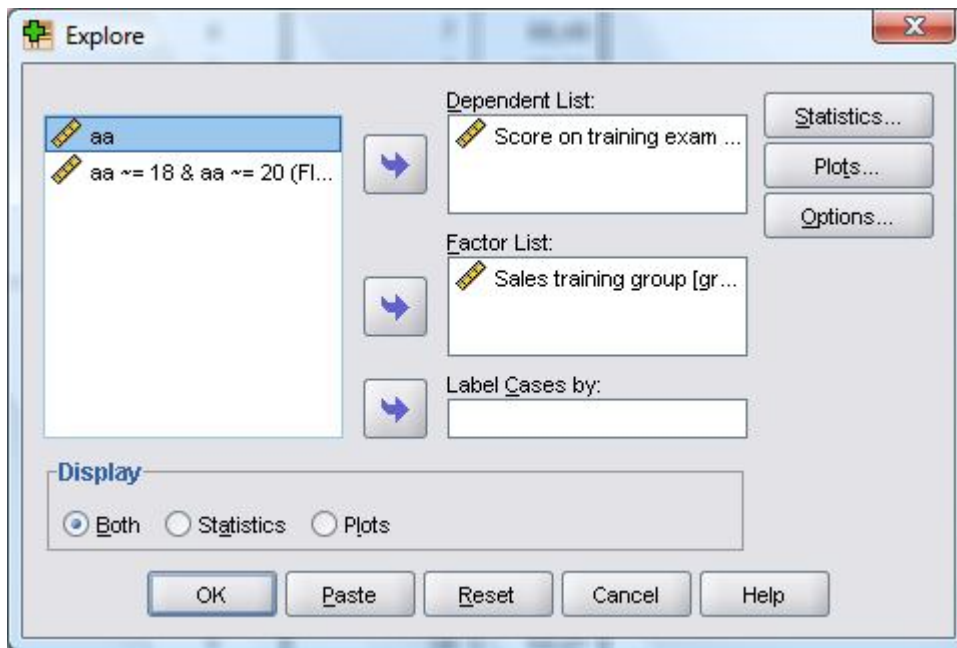 Explore
aa
aa ~= 18 & aa ~= 20 (FI...
Dependent List:
Score on training exam ...
Factor List:
Sales training group [gr...
Label Cases by:
Statistics...
Plots...
Options...
Display
Both
Statistics
Plots
OK
Paste
Reset
Cancel
Help